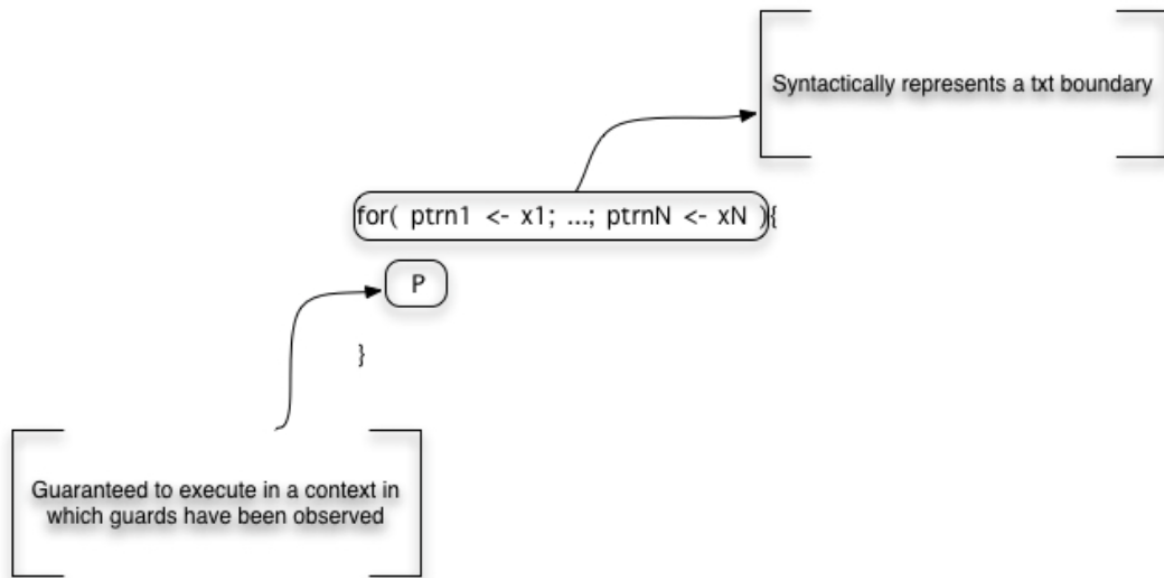 Syntactically represents a txt boundary
for( ptrn1 <- x1; ...; ptrnN <- xN ){
P
}
Guaranteed to execute in a context in
which guards have been observed